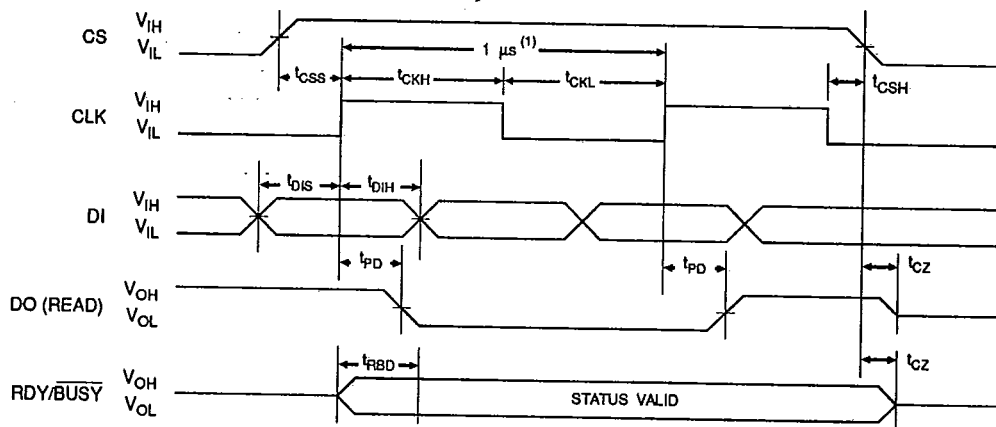 CS
V_IH
V_IL
1 μs (1)
t_CSS
t_CKH
t_CKL
t_CSH
CLK
V_IH
V_IL
t_DIS
t_DIH
DI
V_IH
V_IL
t_PD
t_PD
t_CZ
DO (READ)
V_OH
V_OL
t_RBD
t_CZ
RDY/BUSY
V_OH
V_OL
STATUS VALID